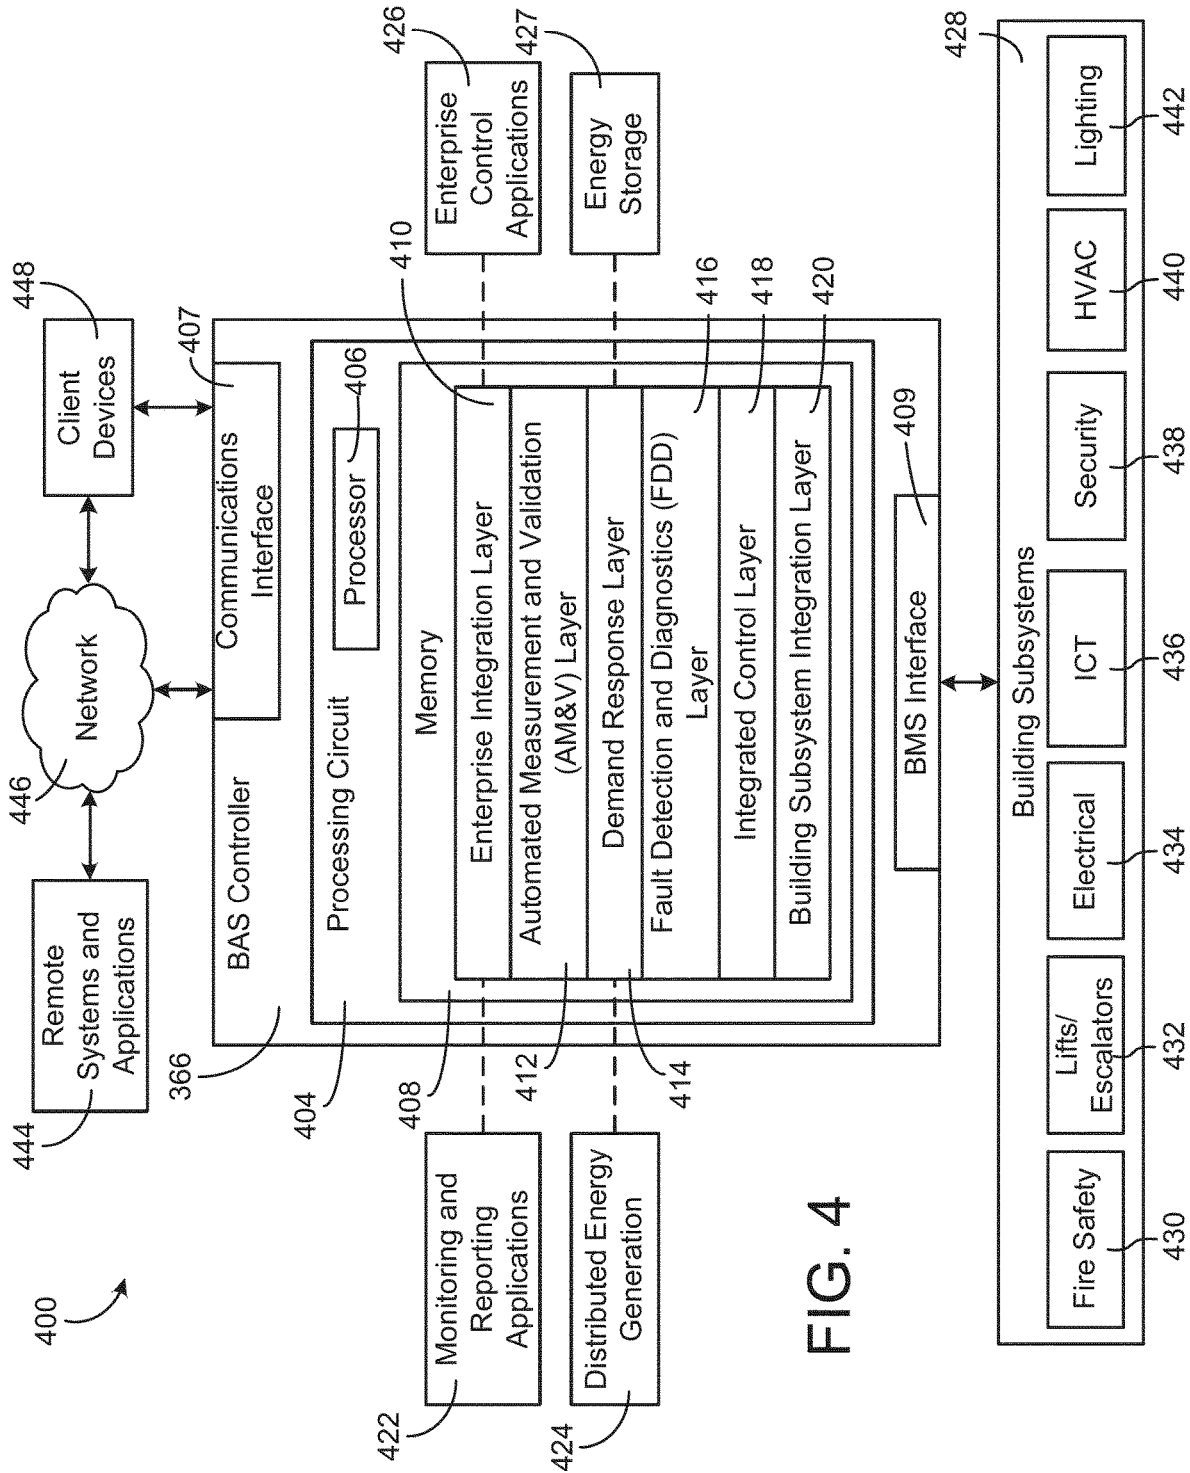 400
444
Remote
Systems and
Applications
446
Network
448
Client
Devices
366
BAS Controller
Communications
Interface
407
404
Processing Circuit
Processor
406
408
Memory
410
Enterprise Integration Layer
Automated Measurement and Validation
(AM&V) Layer
412
Demand Response Layer
414
Fault Detection and Diagnostics (FDD)
Layer
416
Integrated Control Layer
418
Building Subsystem Integration Layer
420
BMS Interface
409
422
Monitoring and
Reporting
Applications
424
Distributed Energy
Generation
426
Enterprise
Control
Applications
427
Energy
Storage
428
Building Subsystems
Fire Safety
430
Lifts/
Escalators
432
Electrical
434
ICT
436
Security
438
HVAC
440
Lighting
442
FIG. 4